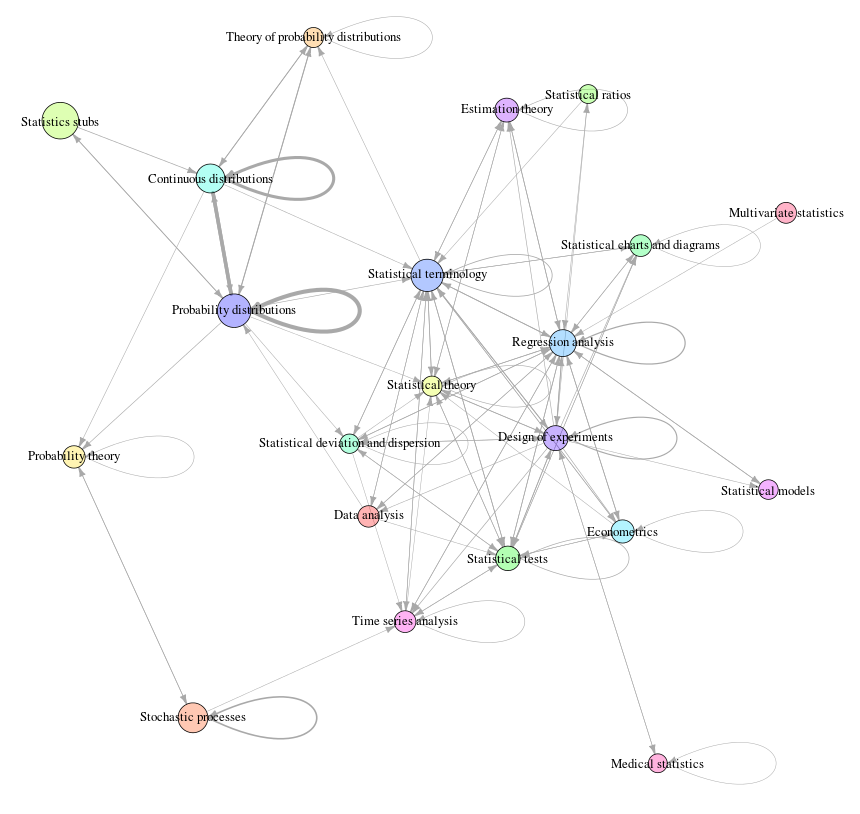 Theory of probability distributions
Statistical ratios
Estimation theory
Statistics stubs
Continuous distributions
Multivariate statistics
Statistical charts and diagrams
Statistical terminology
Probability distributions
Regression analysis
Statistical theory
Design of experiments
Statistical deviation and dispersion
Probability theory
Statistical models
Data analysis
Econometrics
Statistical tests
Time series analysis
Stochastic processes
Medical statistics